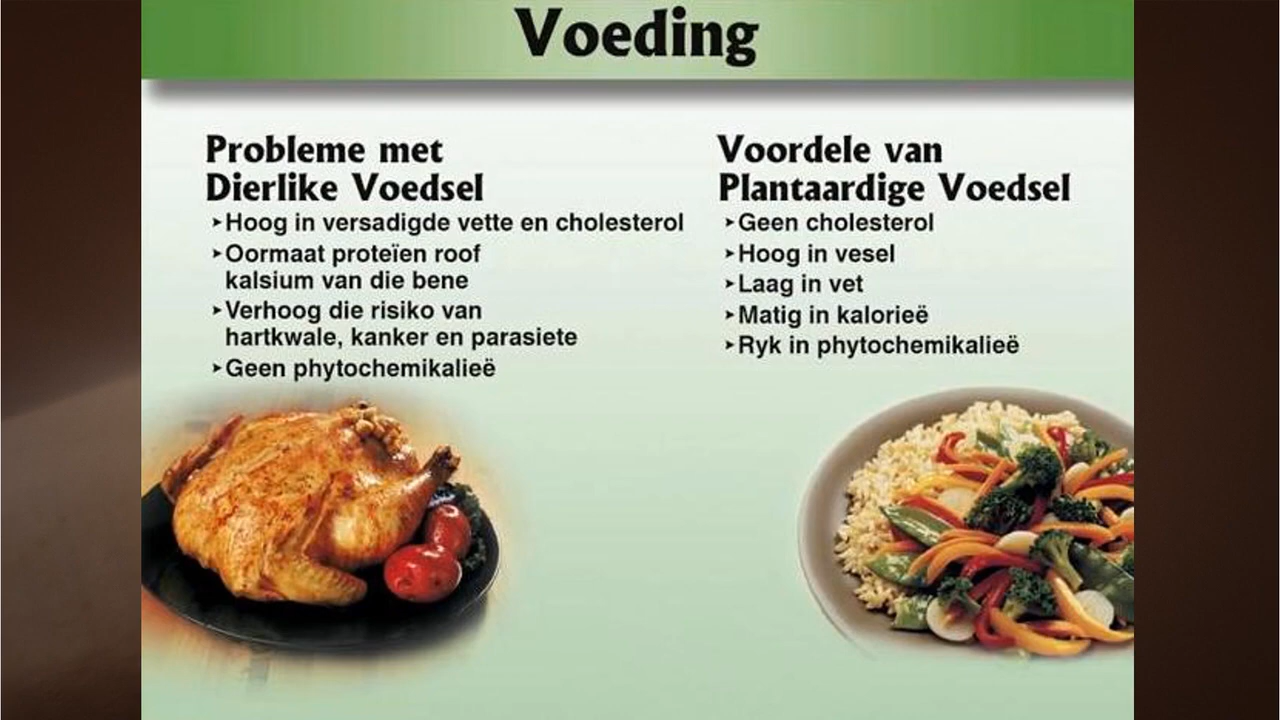 Voeding
Probleme met
Dierlike Voedsel
➤Hoog in versadigde vette en cholesterol
➤Oormaat proteïen roof
kalsium van die bene
➤Verhoog die risiko van
hartkwale, kanker en parasiete
➤Geen phytochemikalieë
Voordele van
Plantaardige Voedsel
➤Geen cholesterol
➤Hoog in vesel
➤Laag in vet
➤Matig in kalorieë
➤Ryk in phytochemikalieë